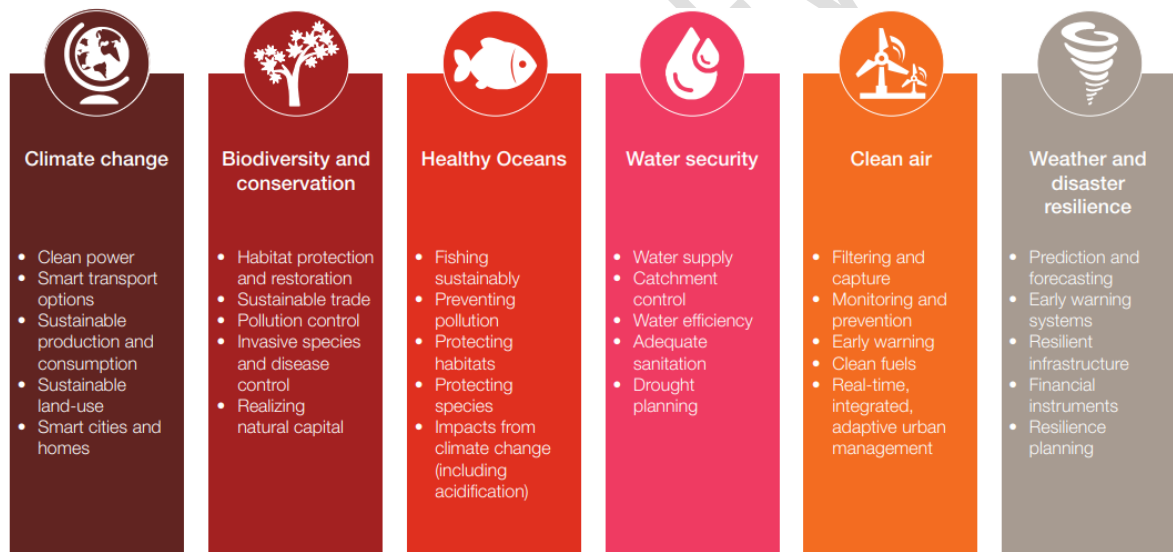 Climate change
• Clean power
• Smart transport
options
• Sustainable
production and
consumption
• Sustainable
land-use
• Smart cities and
homes
Biodiversity and
conservation
• Habitat protection
and restoration
• Sustainable trade
• Pollution control
• Invasive species
and disease
control
• Realizing
natural capital
Healthy Oceans
• Fishing
sustainably
• Preventing
pollution
• Protecting
habitats
• Protecting
species
• Impacts from
climate change
(including
acidification)
Water security
• Water supply
• Catchment
control
• Water efficiency
• Adequate
sanitation
• Drought
planning
Clean air
• Filtering and
capture
• Monitoring and
prevention
• Early warning
• Clean fuels
• Real-time,
integrated,
adaptive urban
management
Weather and
disaster
resilience
• Prediction and
forecasting
• Early warning
systems
• Resilient
infrastructure
• Financial
instruments
• Resilience
planning